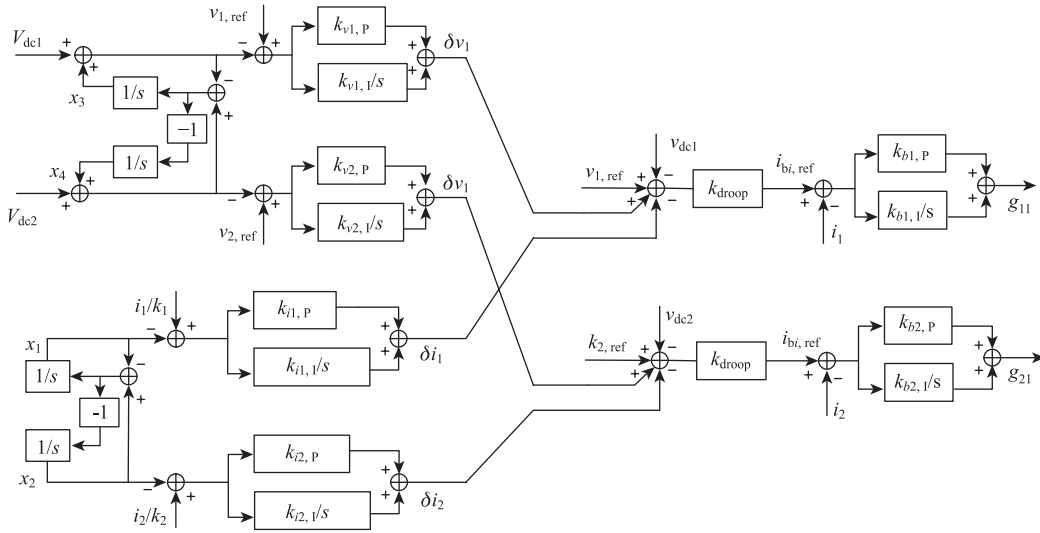 v1, ref
kv1, P
Vdc1
δv1
kv1, I/s
1/s
x3
−1
1/s
x4
kv2, P
δv1
kv2, I/s
Vdc2
v2, ref
vdc1
v1, ref
kdroop
ibi, ref
kb1, P
kb1, I/s
g11
i1
i1/k1
ki1, P
x1
δi1
ki1, I/s
1/s
-1
1/s
x2
ki2, P
δi2
ki2, I/s
i2/k2
vdc2
k2, ref
kdroop
ibi, ref
kb2, P
kb2, I/s
g21
i2